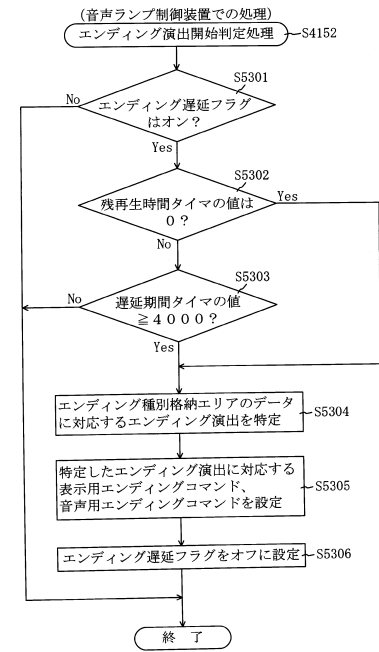 (音声ランプ制御装置での処理)
エンディング演出開始判定処理
S4152
S5301
エンディング遅延フラグ
はオン？
No
Yes
S5302
残再生時間タイマの値は
０？
Yes
No
S5303
遅延期間タイマの値
≧４０００？
No
Yes
エンディング種別格納エリアのデータ
に対応するエンディング演出を特定
S5304
特定したエンディング演出に対応する
表示用エンディングコマンド、
音声用エンディングコマンドを設定
S5305
エンディング遅延フラグをオフに設定
S5306
終了